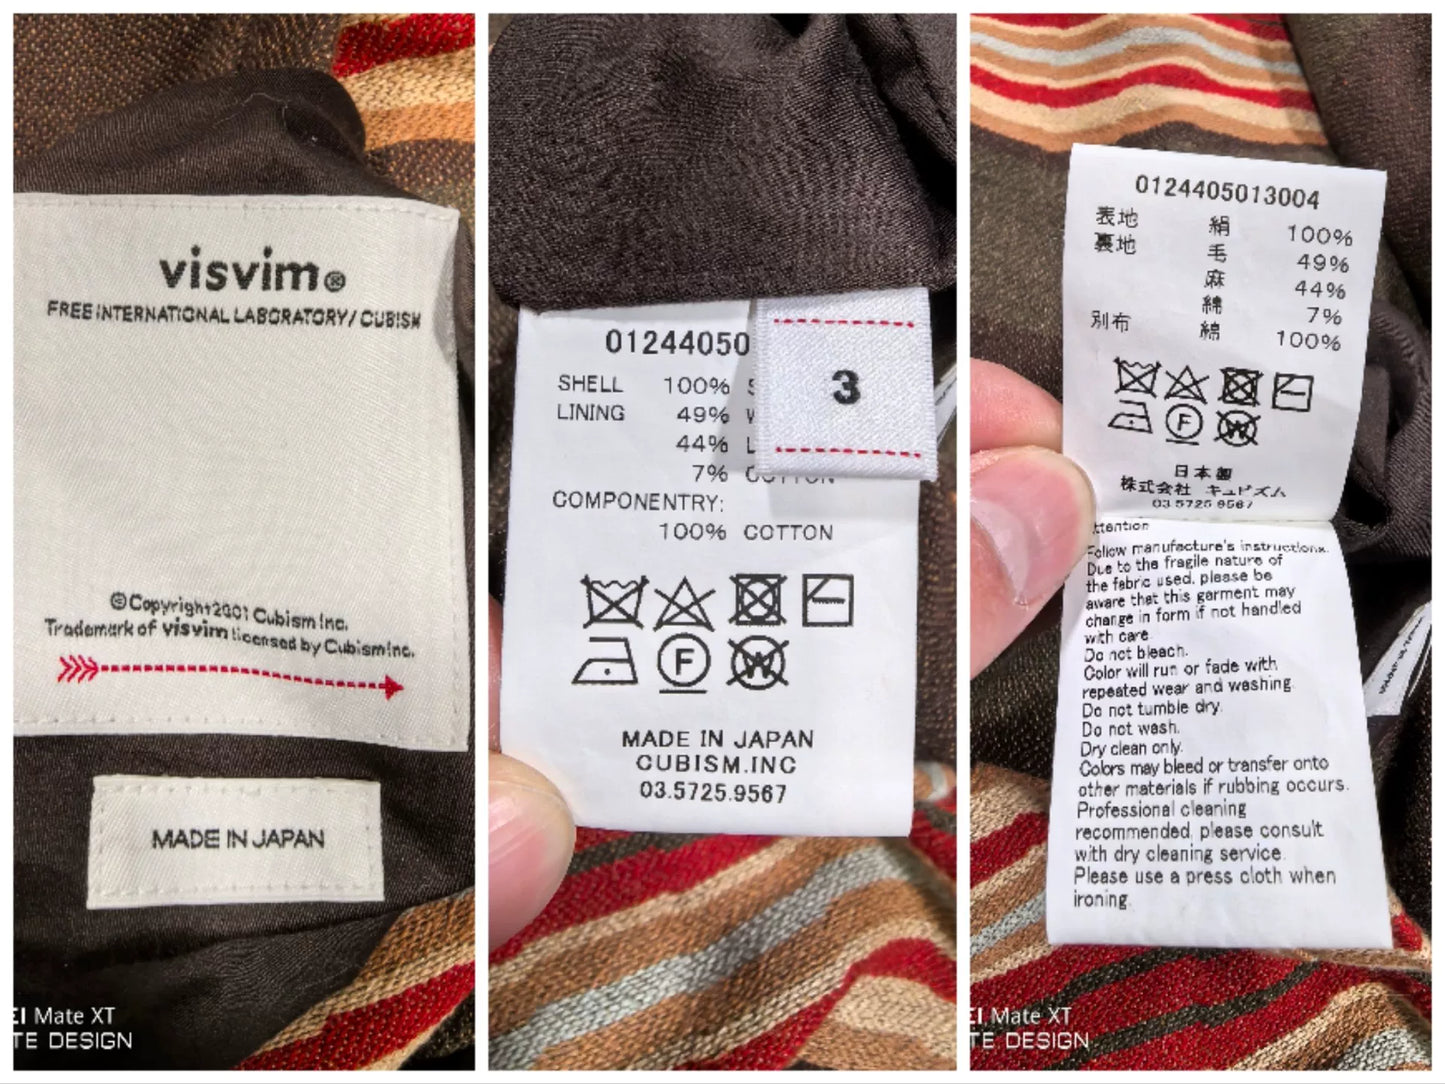 visvim®
FREE INTERNATIONAL LABORATORY/ CUBISM
©Copyright2001 Cubism Inc.
Trademark of visvim licensed by Cubism Inc.
MADE IN JAPAN
EI Mate XT
TE DESIGN
01244050
3
SHELL 100% S
LINING 49% W
44% L
7% COTTON
COMPONENTRY:
100% COTTON
F
W
MADE IN JAPAN
CUBISM.INC
03.5725.9567
0124405013004
表地 絹 100%
裏地 毛 49%
麻 44%
綿 7%
別布 綿 100%
F
W
日本製
株式会社 キュビズム
03.5725.9567
ttention
Follow manufacture's instructions.
Due to the fragile nature of
the fabric used, please be
aware that this garment may
change in form if not handled
with care.
Do not bleach.
Color will run or fade with
repeated wear and washing.
Do not tumble dry.
Do not wash.
Dry clean only.
Colors may bleed or transfer onto
other materials if rubbing occurs.
Professional cleaning
recommended, please consult
with dry cleaning service.
Please use a press cloth when
ironing.
EI Mate XT
TE DESIGN